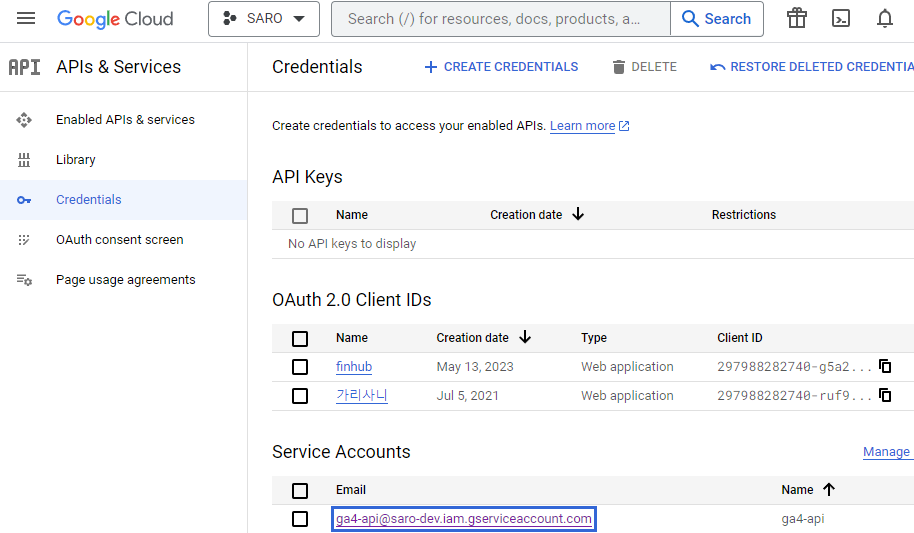 Google Cloud
SARO
Search (/) for resources, docs, products, a...
Search
API
APIs & Services
Credentials
CREATE CREDENTIALS
DELETE
RESTORE DELETED CREDENTIA
Enabled APIs & services
Library
Credentials
OAuth consent screen
Page usage agreements
Create credentials to access your enabled APIs. Learn more
API Keys
Name Creation date Restrictions
No API keys to display
OAuth 2.0 Client IDs
Name Creation date Type Client ID
finhub May 13, 2023 Web application 297988282740-g5a2...
가리사니 Jul 5, 2021 Web application 297988282740-ruf9...
Service Accounts
Manage
Email Name
ga4-api@saro-dev.iam.gserviceaccount.com ga4-api